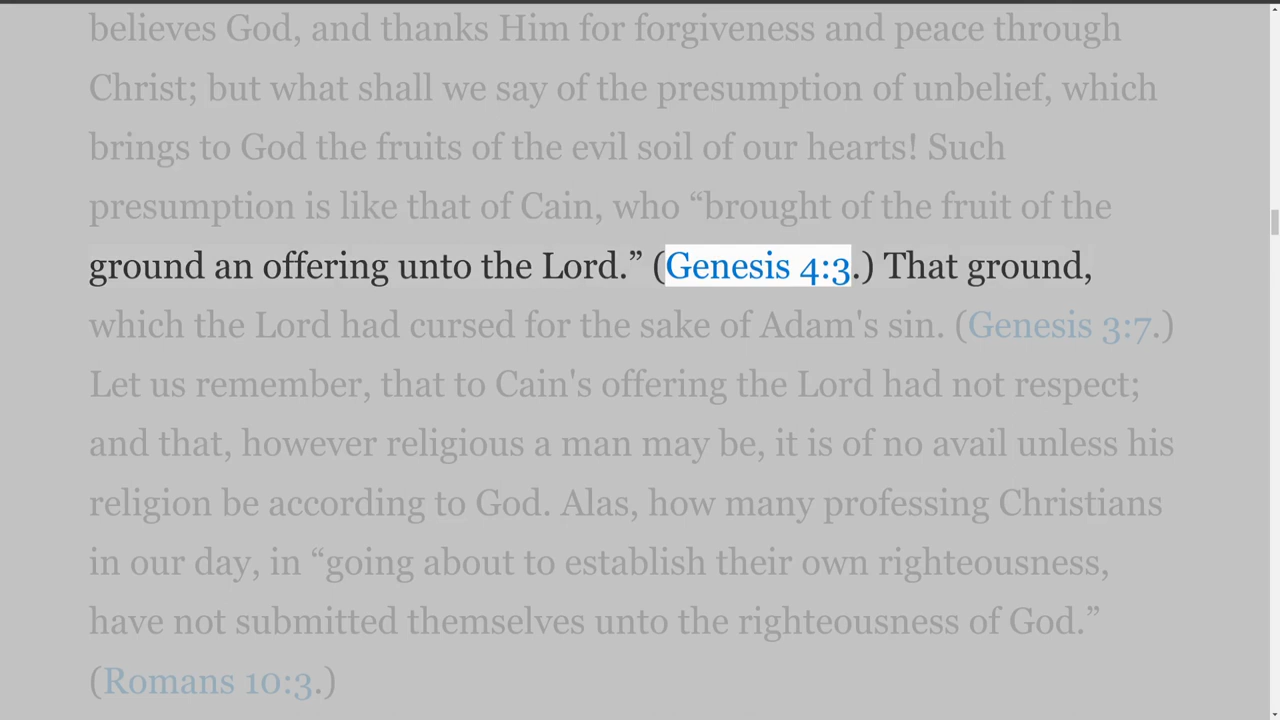 believes God, and thanks Him for forgiveness and peace through
Christ; but what shall we say of the presumption of unbelief, which
brings to God the fruits of the evil soil of our hearts! Such
presumption is like that of Cain, who “brought of the fruit of the
ground an offering unto the Lord.” (Genesis 4:3.) That ground,
which the Lord had cursed for the sake of Adam's sin. (Genesis 3:7.)
Let us remember, that to Cain's offering the Lord had not respect;
and that, however religious a man may be, it is of no avail unless his
religion be according to God. Alas, how many professing Christians
in our day, in “going about to establish their own righteousness,
have not submitted themselves unto the righteousness of God.”
(Romans 10:3.)